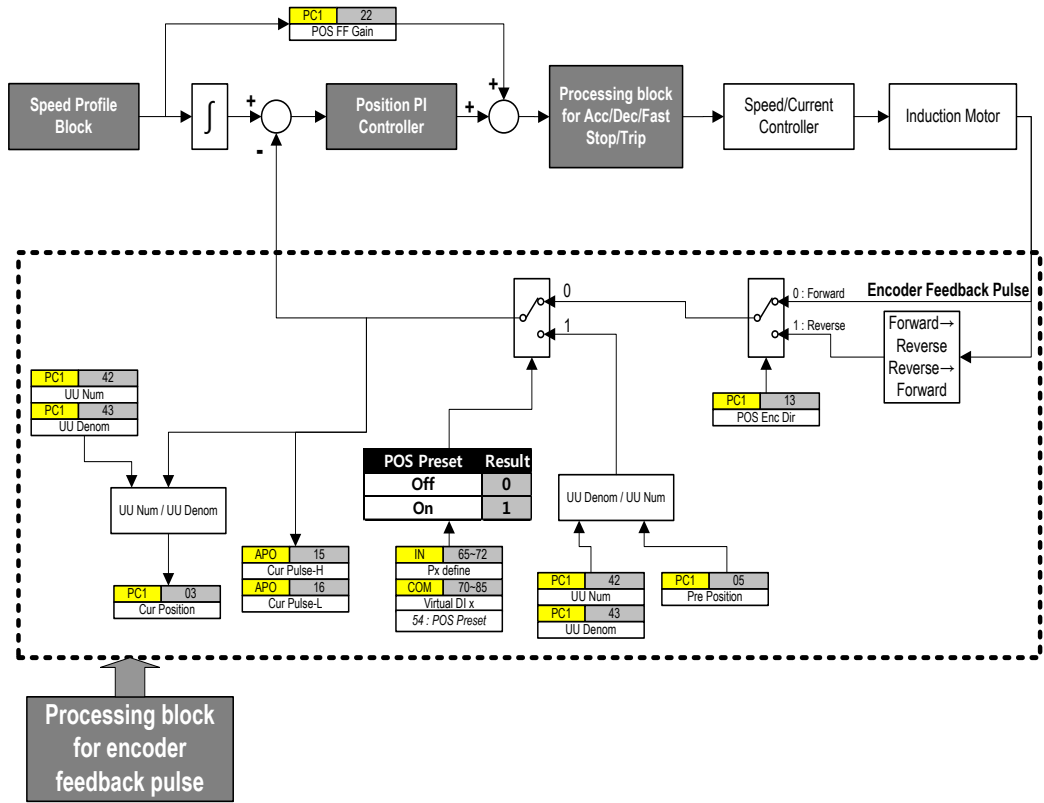 PC1 22
POS FF Gain
Speed Profile
Block
∫
+
-
Position PI
Controller
+
+
Processing block
for Acc/Dec/Fast
Stop/Trip
Speed/Current
Controller
Induction Motor
0
1
0 : Forward
Encoder Feedback Pulse
1 : Reverse
Forward→
Reverse
Reverse→
Forward
PC1 13
POS Enc Dir
PC1 42
UU Num
PC1 43
UU Denom
UU Num / UU Denom
PC1 03
Cur Position
APO 15
Cur Pulse-H
APO 16
Cur Pulse-L
POS Preset Result
Off 0
On 1
IN 65~72
Px define
COM 70~85
Virtual DI x
54 : POS Preset
UU Denom / UU Num
PC1 42
UU Num
PC1 43
UU Denom
PC1 05
Pre Position
Processing block
for encoder
feedback pulse